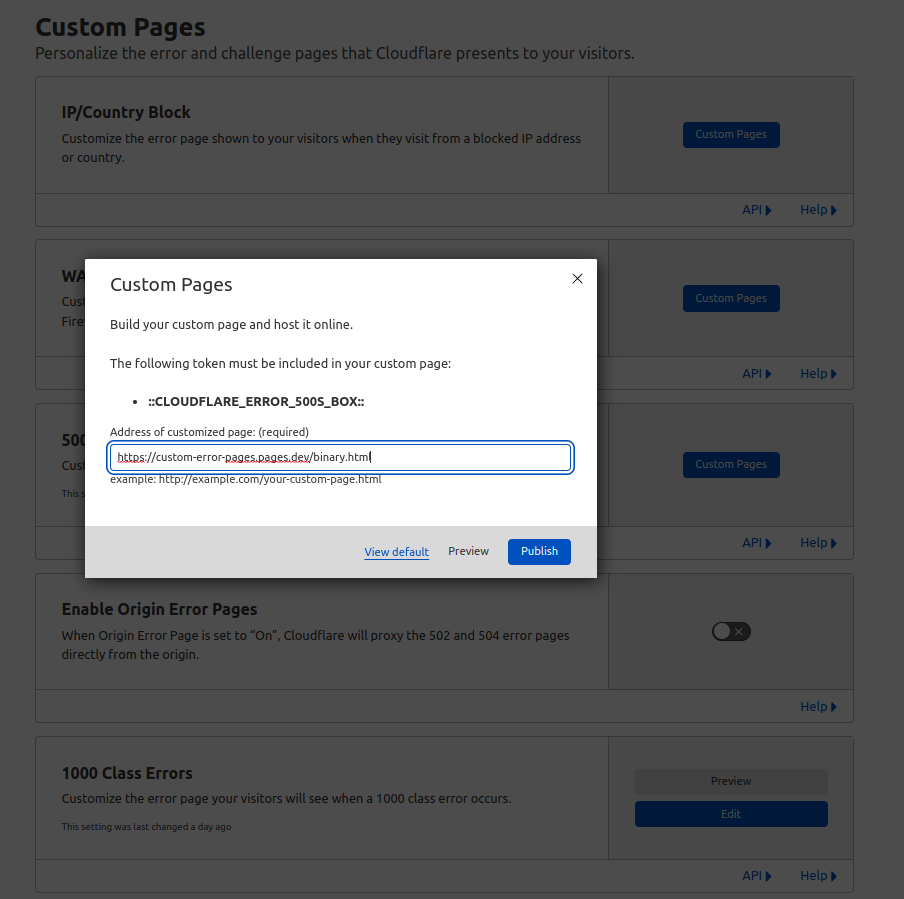 Custom Pages
Personalize the error and challenge pages that Cloudflare presents to your visitors.
IP/Country Block
Customize the error page shown to your visitors when they visit from a blocked IP address
or country.
Custom Pages
API
Help
WA
Cust
Fire
Custom Pages
API
Help
Custom Pages
Build your custom page and host it online.
The following token must be included in your custom page:
• ::CLOUDFLARE_ERROR_500S_BOX::
Address of customized page: (required)
https://custom-error-pages.pages.dev/binary.html
example: http://example.com/your-custom-page.html
View default
Preview
Publish
500
Cust
This s
Custom Pages
API
Help
Enable Origin Error Pages
When Origin Error Page is set to “On”, Cloudflare will proxy the 502 and 504 error pages
directly from the origin.
Help
1000 Class Errors
Customize the error page your visitors will see when a 1000 class error occurs.
This setting was last changed a day ago
Preview
Edit
API
Help